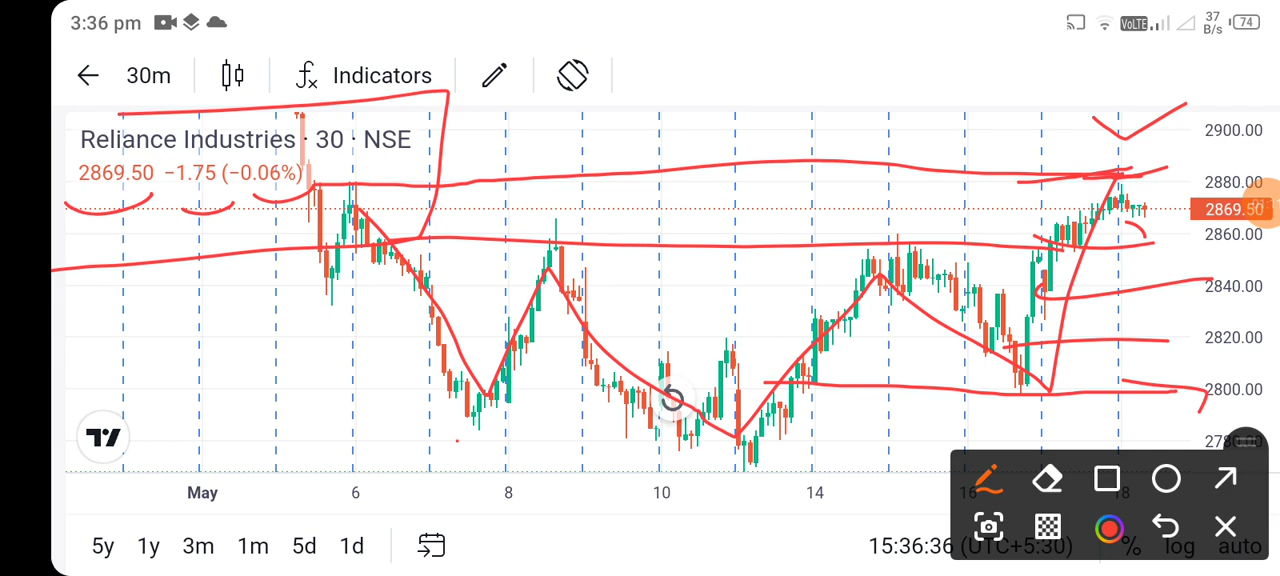 3:36 pm VoLTE 37 B/s 74
30m Indicators
Reliance Industries · 30 · NSE
2869.50 −1.75 (−0.06%)
2900.00
2880.00
2869.50
2860.00
2840.00
2820.00
2800.00
May 6 8 10 14 16 18
5y 1y 3m 1m 5d 1d 15:36:36 (UTC+5:30) % log auto